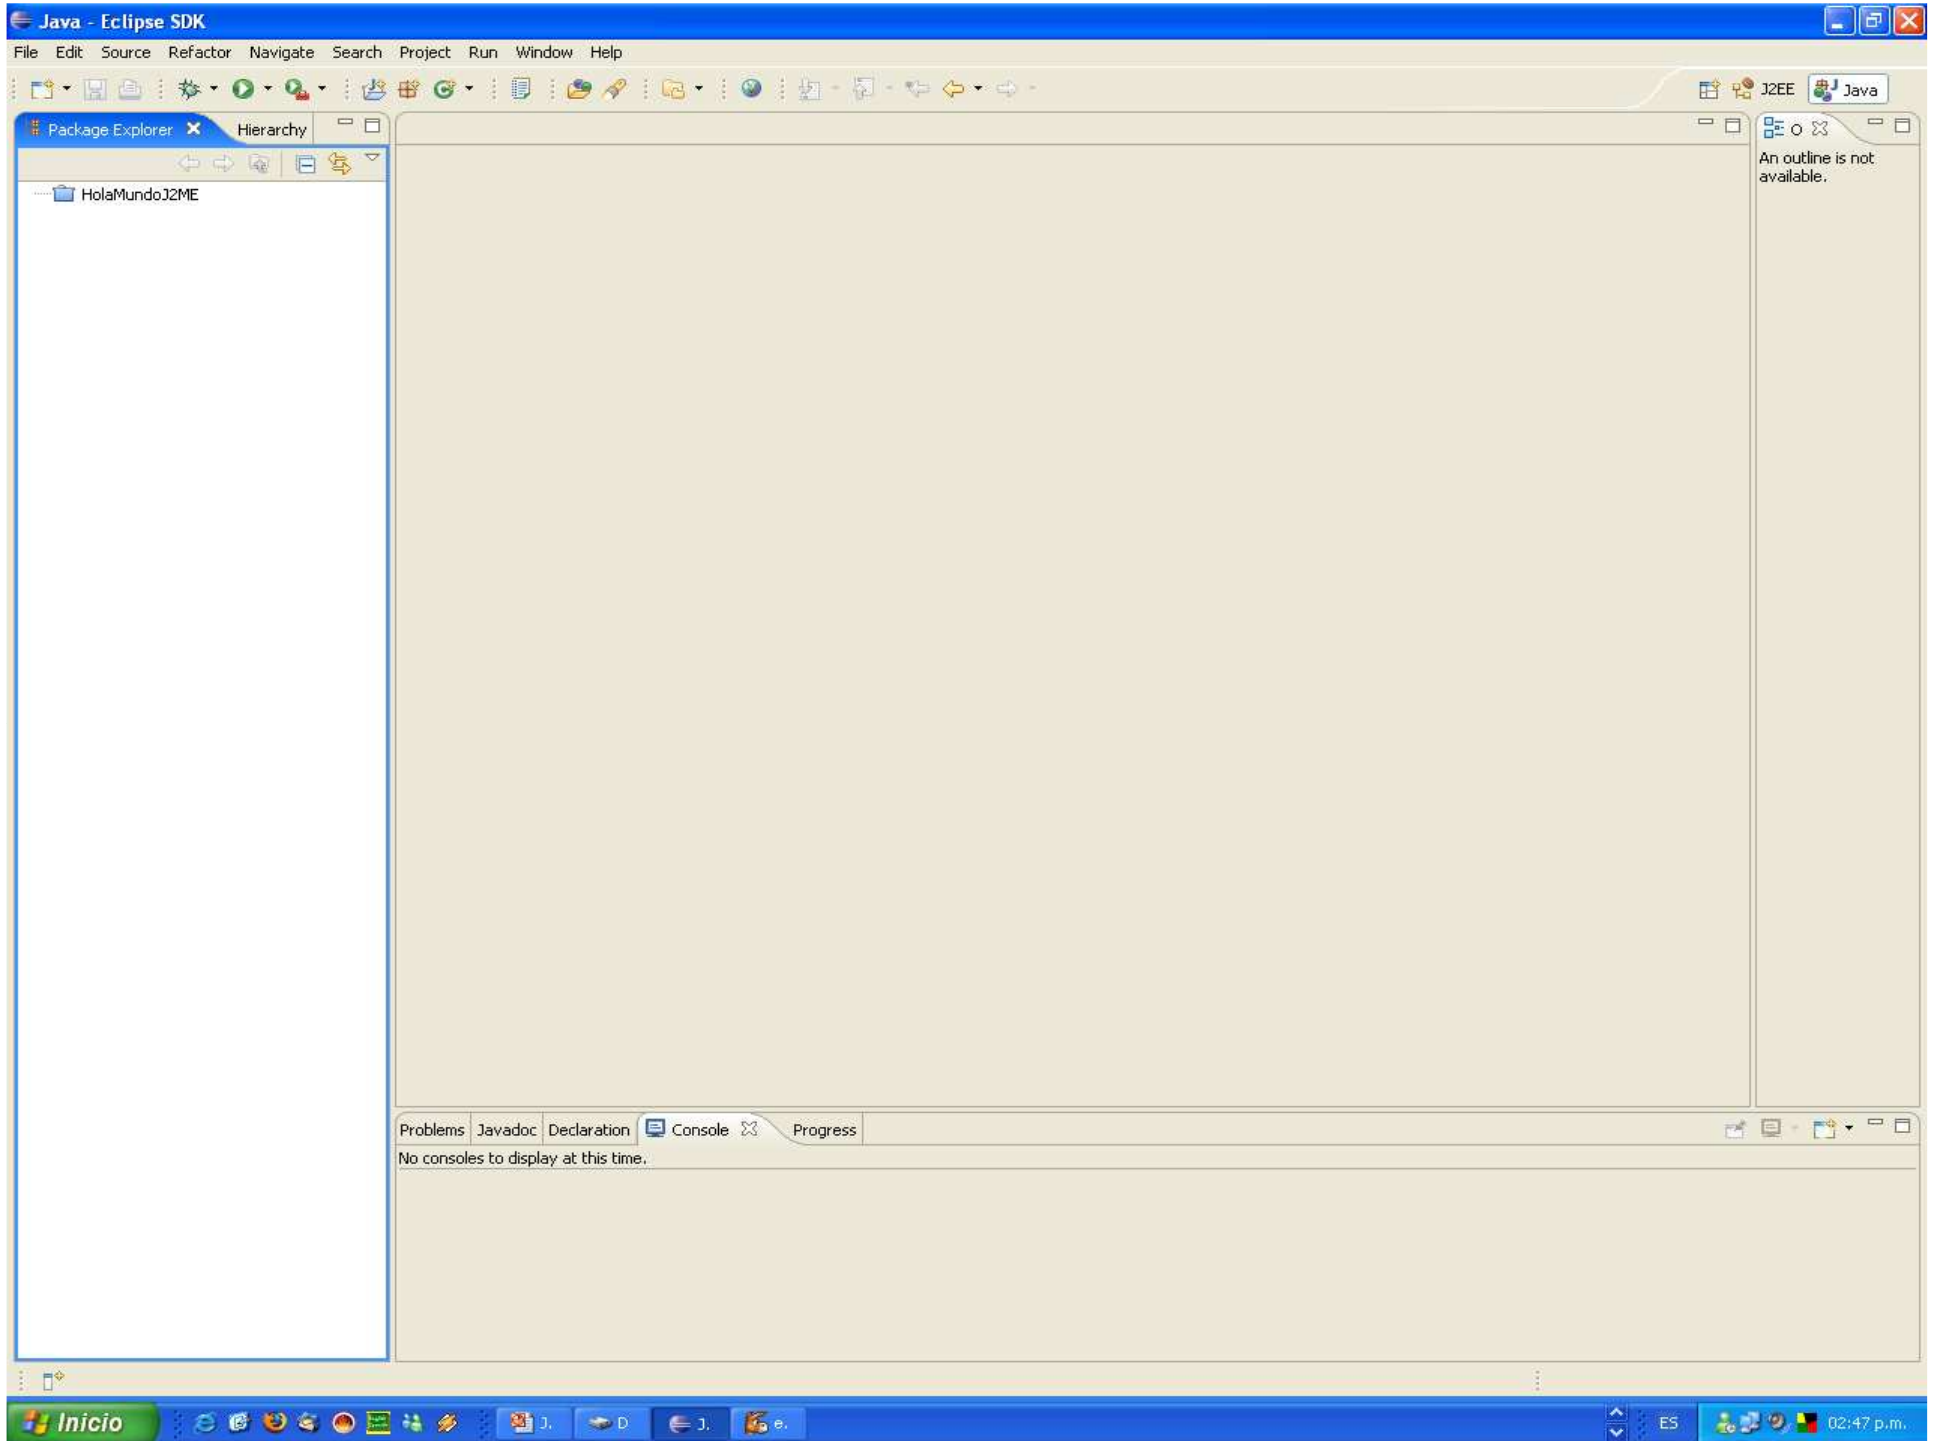 Java - Eclipse SDK
File Edit Source Refactor Navigate Search Project Run Window Help
J2EE Java
Package Explorer Hierarchy
O
An outline is not
available.
HolaMundoJ2ME
Problems Javadoc Declaration Console Progress
No consoles to display at this time.
Inicio J. D J. e. ES 02:47 p.m.